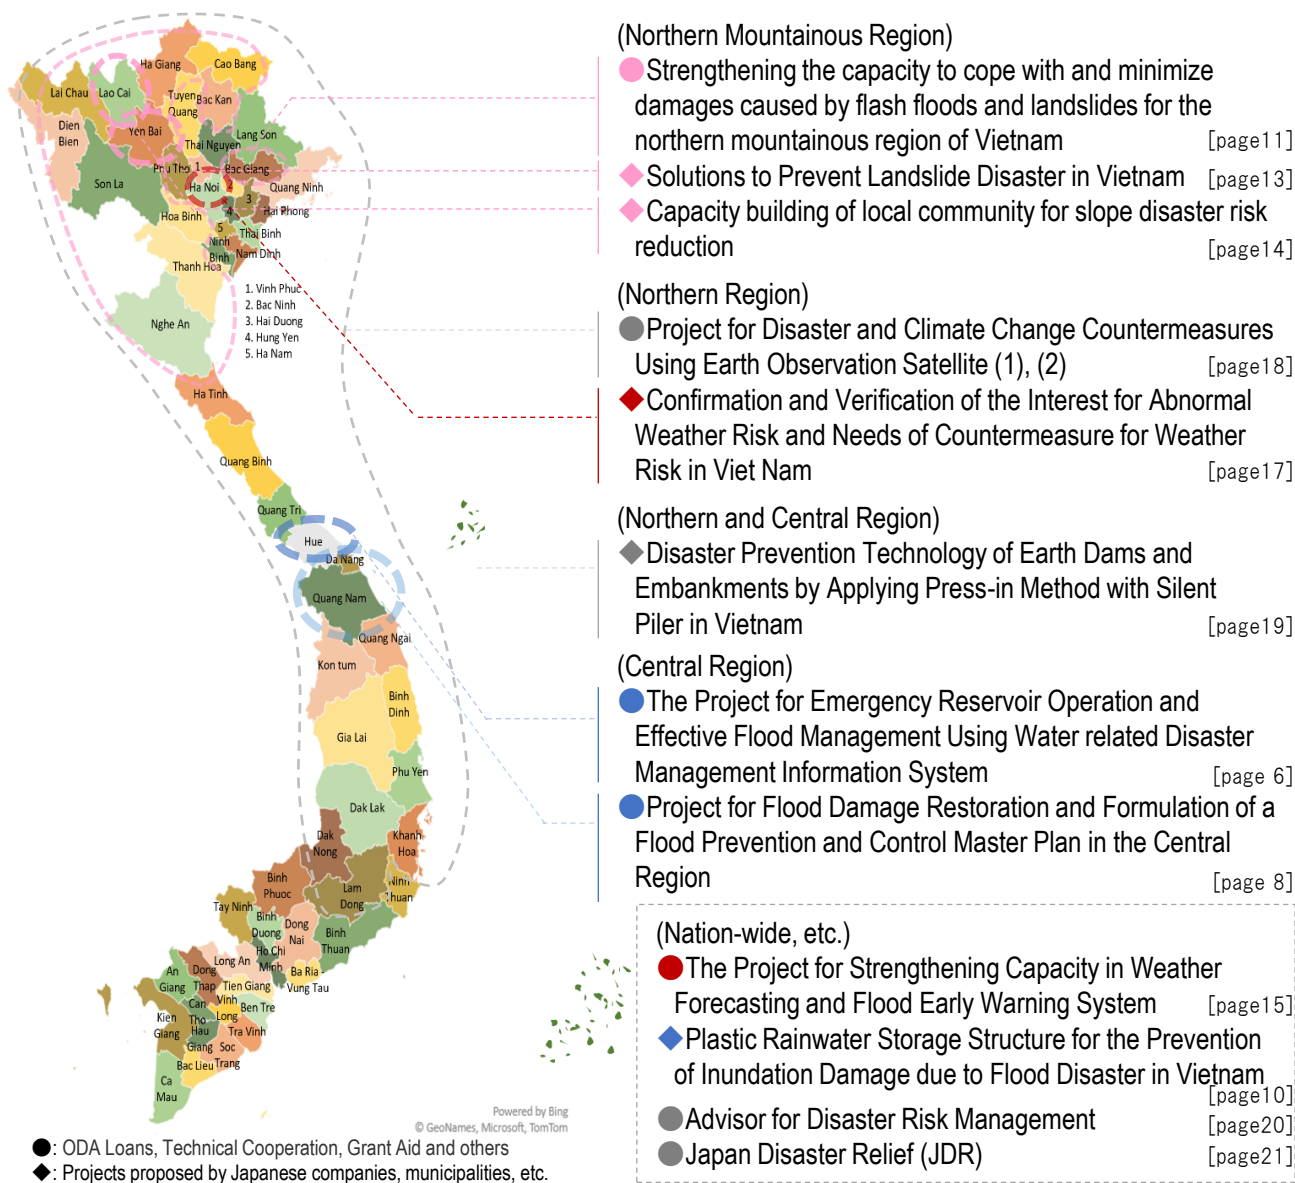 Ha Giang
Cao Bang
Lai Chau
Lao Cai
Tuyen
Quang
Bac Kan
Dien
Bien
Yen Bai
Lang Son
Thai Nguyen
Son La
Phu Tho
1
Bac Giang
Ha Noi
2
Quang Ninh
3
Hoa Binh
4
Hai Phong
5
Thai Binh
Ninh
Binh
Nam Dinh
Thanh Hoa
Nghe An
1. Vinh Phuc
2. Bac Ninh
3. Hai Duong
4. Hung Yen
5. Ha Nam
Ha Tinh
Quang Binh
Quang Tri
Hue
Da Nang
Quang Nam
Quang Ngai
Kon tum
Binh
Dinh
Gia Lai
Phu Yen
Dak Lak
Dak
Nong
Khanh
Hoa
Binh
Phuoc
Lam
Dong
Ninh
Thuan
Tay Ninh
Binh
Duong
Dong
Nai
Binh
Thuan
Ho Chi
Minh
Long An
Ba Ria -
Vung Tau
An
Giang
Dong
Thap
Tien Giang
Vinh
Long
Ben Tre
Can
Tho
Kien
Giang
Hau
Giang
Tra Vinh
Soc
Trang
Bac Lieu
Ca
Mau
Powered by Bing
© GeoNames, Microsoft, TomTom
●: ODA Loans, Technical Cooperation, Grant Aid and others
◆: Projects proposed by Japanese companies, municipalities, etc.
(Northern Mountainous Region)
●Strengthening the capacity to cope with and minimize
damages caused by flash floods and landslides for the
northern mountainous region of Vietnam [page11]
◆Solutions to Prevent Landslide Disaster in Vietnam [page13]
◆Capacity building of local community for slope disaster risk
reduction [page14]
(Northern Region)
●Project for Disaster and Climate Change Countermeasures
Using Earth Observation Satellite (1), (2) [page18]
◆Confirmation and Verification of the Interest for Abnormal
Weather Risk and Needs of Countermeasure for Weather
Risk in Viet Nam [page17]
(Northern and Central Region)
◆Disaster Prevention Technology of Earth Dams and
Embankments by Applying Press-in Method with Silent
Piler in Vietnam [page19]
(Central Region)
●The Project for Emergency Reservoir Operation and
Effective Flood Management Using Water related Disaster
Management Information System [page 6]
●Project for Flood Damage Restoration and Formulation of a
Flood Prevention and Control Master Plan in the Central
Region [page 8]
(Nation-wide, etc.)
●The Project for Strengthening Capacity in Weather
Forecasting and Flood Early Warning System [page15]
◆Plastic Rainwater Storage Structure for the Prevention
of Inundation Damage due to Flood Disaster in Vietnam
[page10]
●Advisor for Disaster Risk Management [page20]
●Japan Disaster Relief (JDR) [page21]